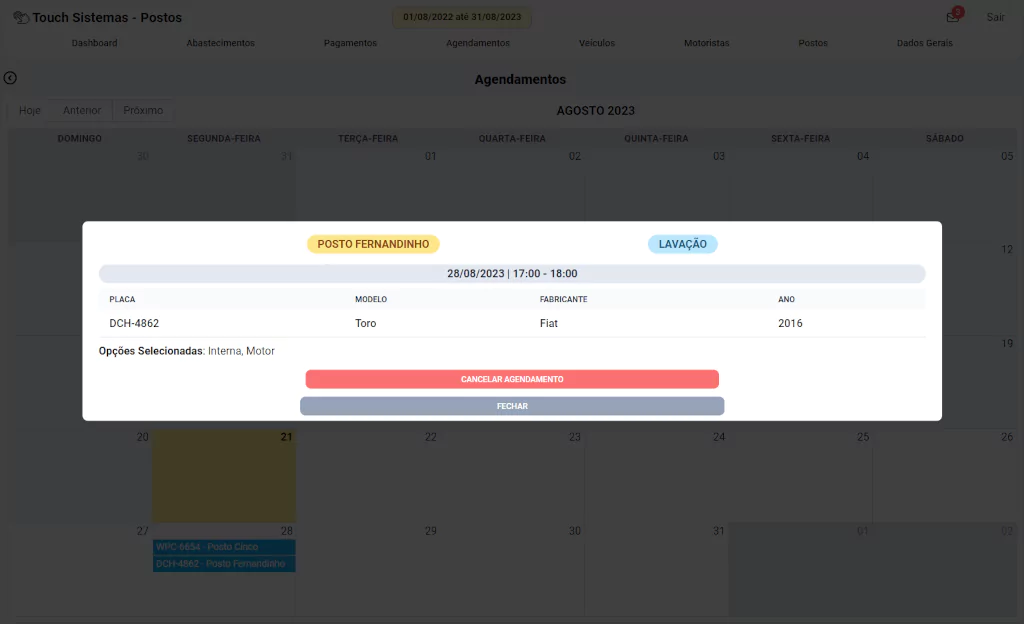 Touch Sistemas - Postos
01/08/2022 até 31/08/2023
3
Sair
Dashboard Abastecimentos Pagamentos Agendamentos Veículos Motoristas Postos Dados Gerais
Agendamentos
Hoje Anterior Próximo
AGOSTO 2023
DOMINGO SEGUNDA-FEIRA TERÇA-FEIRA QUARTA-FEIRA QUINTA-FEIRA SEXTA-FEIRA SÁBADO
30 31 01 02 03 04 05
12
POSTO FERNANDINHO LAVAÇÃO
28/08/2023 | 17:00 - 18:00
PLACA MODELO FABRICANTE ANO
DCH-4862 Toro Fiat 2016
Opções Selecionadas: Interna, Motor
19
CANCELAR AGENDAMENTO
FECHAR
20 21 22 23 24 25 26
27 28 29 30 31 01 02
WPC-6654 - Posto Cinco
DCH-4862 - Posto Fernandinho